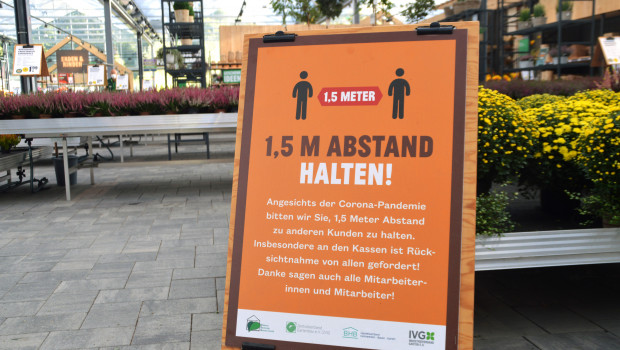 1.5 METER
1,5 M ABSTAND
HALTEN!
Angesichts der Corona-Pandemie
bitten wir Sie, 1,5 Meter Abstand
zu anderen Kunden zu halten.
Insbesondere an den Kassen ist Rück-
sichtnahme von allen gefordert!
Danke sagen auch alle Mitarbeiter-
innen und Mitarbeiter!
BHB
IVG